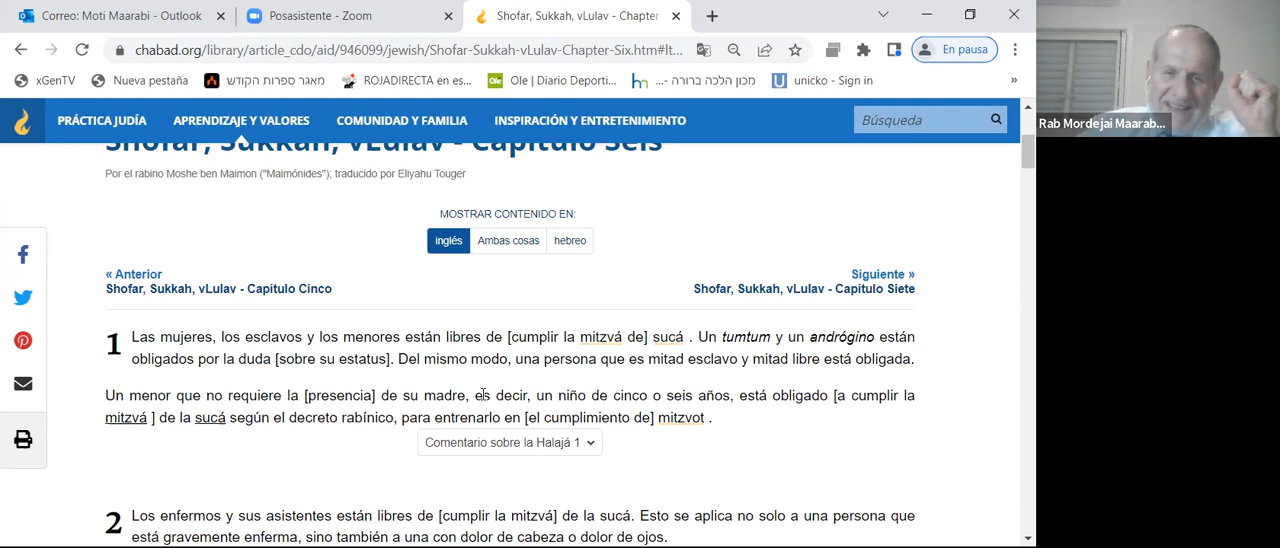 Correo: Moti Maarabi - Outlook
Posasistente - Zoom
Shofar, Sukkah, vLulav - Chapter
chabad.org/library/article_cdo/aid/946099/jewish/Shofar-Sukkah-vLulav-Chapter-Six.htm#lt...
En pausa
xGenTV
Nueva pestaña
מאגר ספרות הקודש
ROJADIRECTA en es...
Ole | Diario Deporti...
מכון הלכה ברורה -...
unicko - Sign in
»
PRÁCTICA JUDÍA
APRENDIZAJE Y VALORES
COMUNIDAD Y FAMILIA
INSPIRACIÓN Y ENTRETENIMIENTO
Búsqueda
Rab Mordejai Maarab...
Shofar, Sukkah, vLulav - Capítulo Seis
Por el rabino Moshe ben Maimon ("Maimónides"); traducido por Eliyahu Touger
MOSTRAR CONTENIDO EN:
inglés Ambas cosas hebreo
« Anterior
Shofar, Sukkah, vLulav - Capítulo Cinco
Siguiente »
Shofar, Sukkah, vLulav - Capítulo Siete
1 Las mujeres, los esclavos y los menores están libres de [cumplir la mitzvá de] sucá . Un tumtum y un andrógino están
obligados por la duda [sobre su estatus]. Del mismo modo, una persona que es mitad esclavo y mitad libre está obligada.
Un menor que no requiere la [presencia] de su madre, es decir, un niño de cinco o seis años, está obligado [a cumplir la
mitzvá ] de la sucá según el decreto rabínico, para entrenarlo en [el cumplimiento de] mitzvot .
Comentario sobre la Halajá 1
2 Los enfermos y sus asistentes están libres de [cumplir la mitzvá] de la sucá. Esto se aplica no solo a una persona que
está gravemente enferma, sino también a una con dolor de cabeza o dolor de ojos.